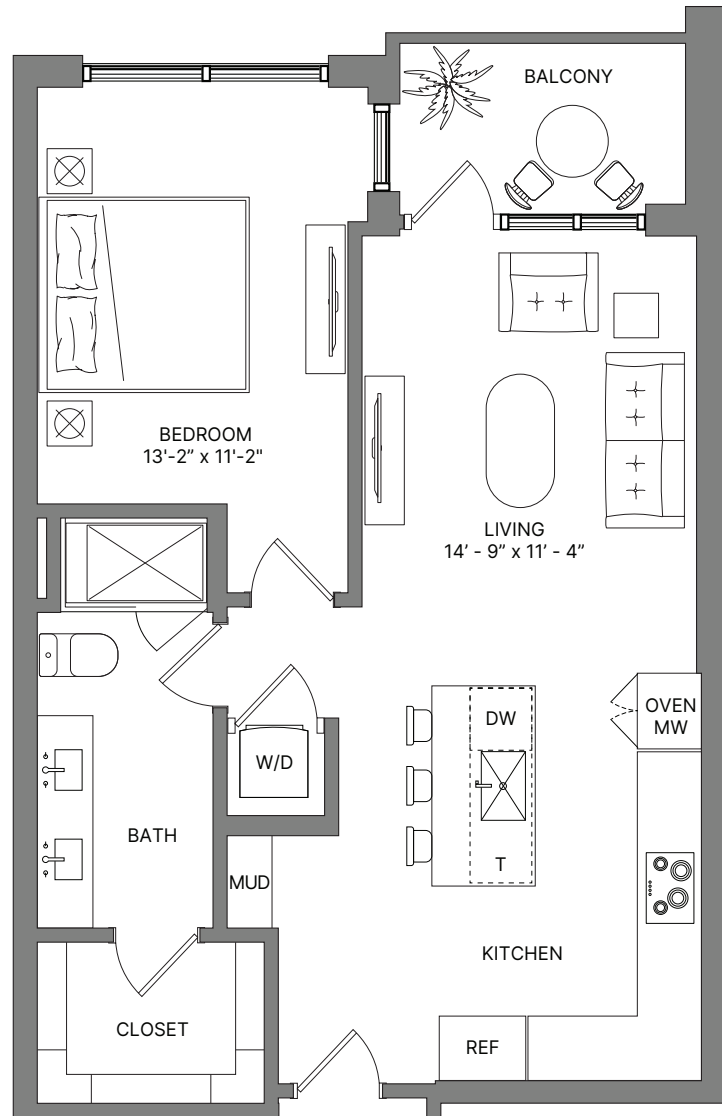 BALCONY
BEDROOM
13'-2” x 11'-2"
LIVING
14’ - 9” x 11’ - 4”
OVEN
MW
DW
W/D
BATH
T
MUD
KITCHEN
CLOSET
REF